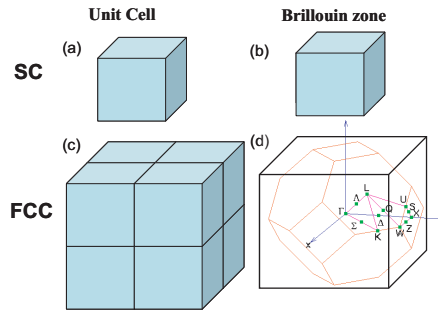 Unit Cell Brillouin zone
(a) (b)
SC
(c) (d)
FCC
L
Λ Q U S X
Γ Δ
Σ K W Z
x